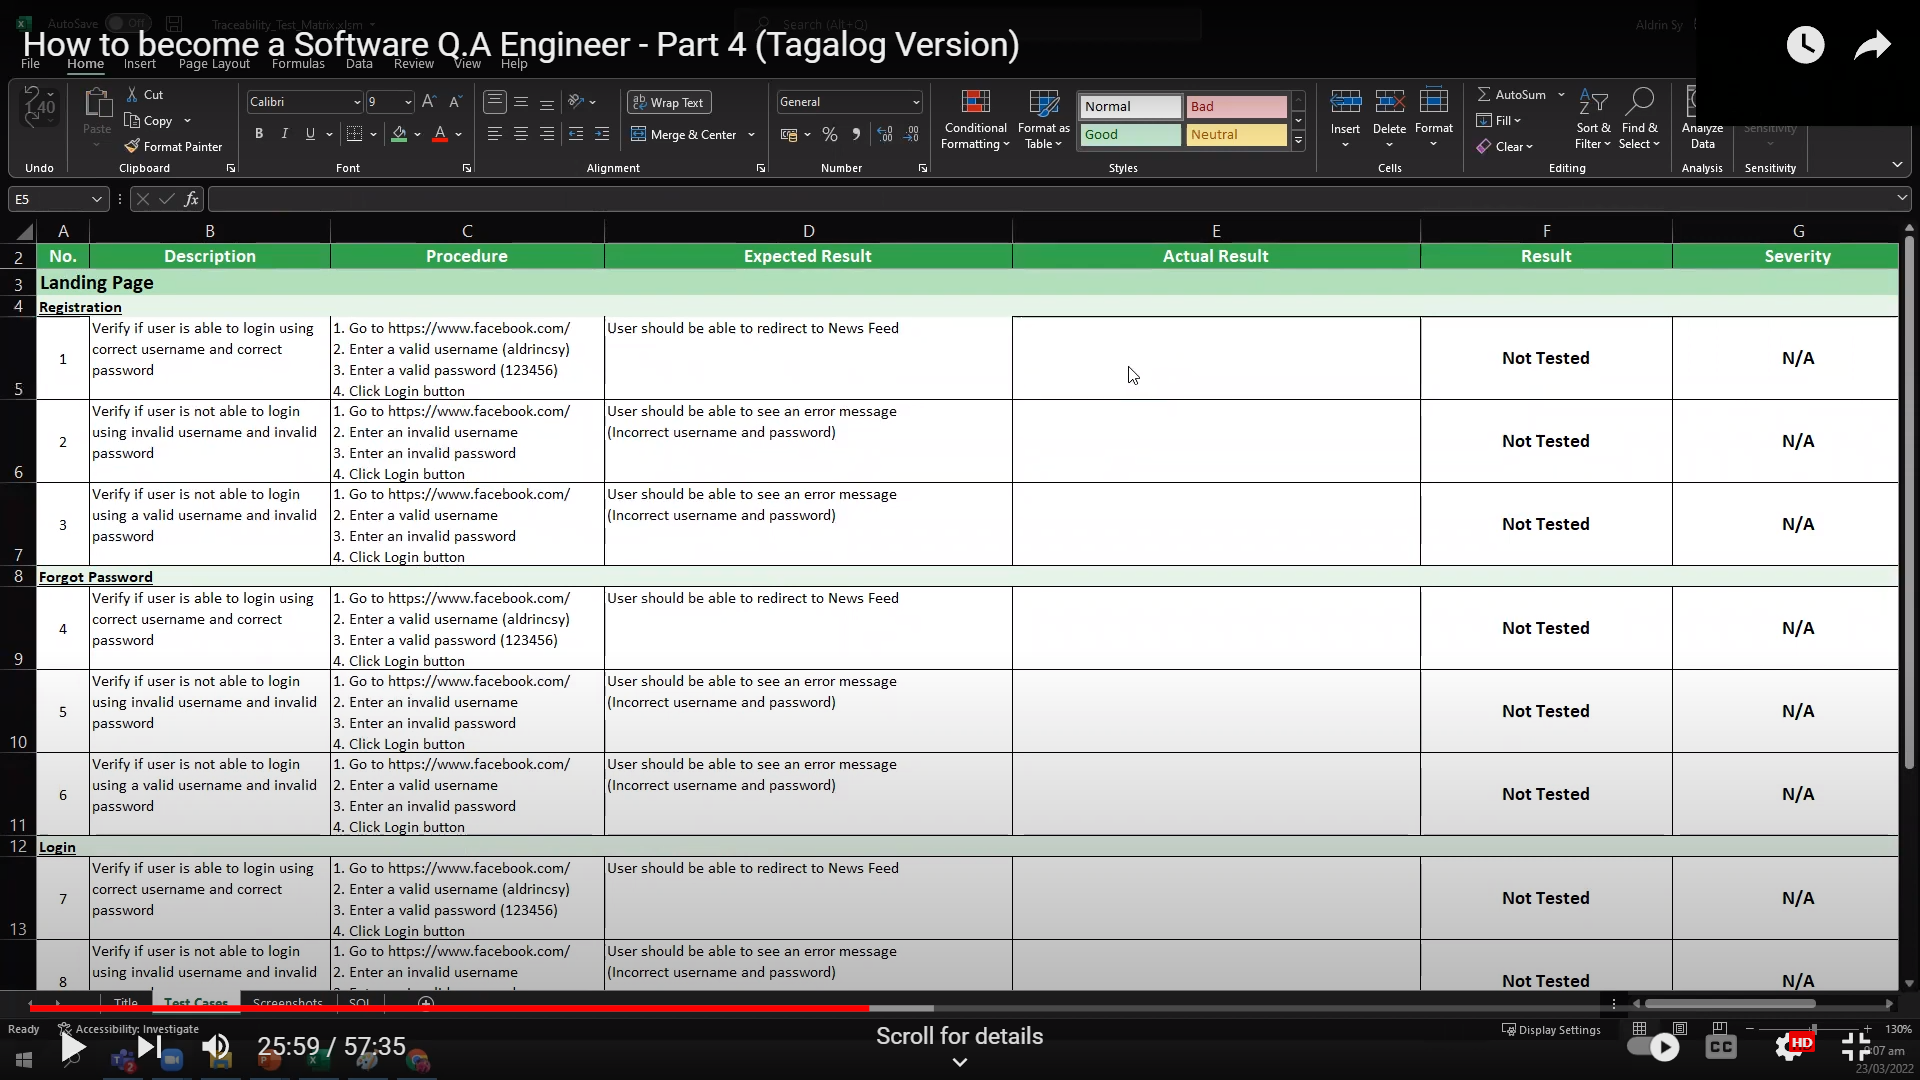 AutoSave Off Traceability_Test_Matrix.xlsm Search (Alt+Q) Aldrin Sy
How to become a Software Q.A Engineer - Part 4 (Tagalog Version)
File Home Insert Page Layout Formulas Data Review View Help
1.40
Undo
Paste
Cut
Copy
Format Painter
Clipboard
Calibri 9
B I U A
Font
Wrap Text
Merge & Center
Alignment
General
%
Number
Conditional Formatting
Format as Table
Normal Bad
Good Neutral
Styles
Insert Delete Format
Cells
AutoSum
Fill
Clear
Sort & Filter
Find & Select
Editing
Analyze Data
Analysis
Sensitivity
Sensitivity
E5 fx
A B C D E F G
2 No. Description Procedure Expected Result Actual Result Result Severity
3 Landing Page
4 Registration
5 1
Verify if user is able to login using
correct username and correct
password
1. Go to https://www.facebook.com/
2. Enter a valid username (aldrincsy)
3. Enter a valid password (123456)
4. Click Login button
User should be able to redirect to News Feed
Not Tested N/A
6 2
Verify if user is not able to login
using invalid username and invalid
password
1. Go to https://www.facebook.com/
2. Enter an invalid username
3. Enter an invalid password
4. Click Login button
User should be able to see an error message
(Incorrect username and password)
Not Tested N/A
7 3
Verify if user is not able to login
using a valid username and invalid
password
1. Go to https://www.facebook.com/
2. Enter a valid username
3. Enter an invalid password
4. Click Login button
User should be able to see an error message
(Incorrect username and password)
Not Tested N/A
8 Forgot Password
9 4
Verify if user is able to login using
correct username and correct
password
1. Go to https://www.facebook.com/
2. Enter a valid username (aldrincsy)
3. Enter a valid password (123456)
4. Click Login button
User should be able to redirect to News Feed
Not Tested N/A
10 5
Verify if user is not able to login
using invalid username and invalid
password
1. Go to https://www.facebook.com/
2. Enter an invalid username
3. Enter an invalid password
4. Click Login button
User should be able to see an error message
(Incorrect username and password)
Not Tested N/A
11 6
Verify if user is not able to login
using a valid username and invalid
password
1. Go to https://www.facebook.com/
2. Enter a valid username
3. Enter an invalid password
4. Click Login button
User should be able to see an error message
(Incorrect username and password)
Not Tested N/A
12 Login
13 7
Verify if user is able to login using
correct username and correct
password
1. Go to https://www.facebook.com/
2. Enter a valid username (aldrincsy)
3. Enter a valid password (123456)
4. Click Login button
User should be able to redirect to News Feed
Not Tested N/A
8
Verify if user is not able to login
using invalid username and invalid
1. Go to https://www.facebook.com/
2. Enter an invalid username
User should be able to see an error message
(Incorrect username and password)
Not Tested N/A
Title Test Cases Screenshots SQL
Ready Accessibility: Investigate Display Settings 130%
25:59 / 57:35
Scroll for details
CC HD
:07 am
23/03/2022